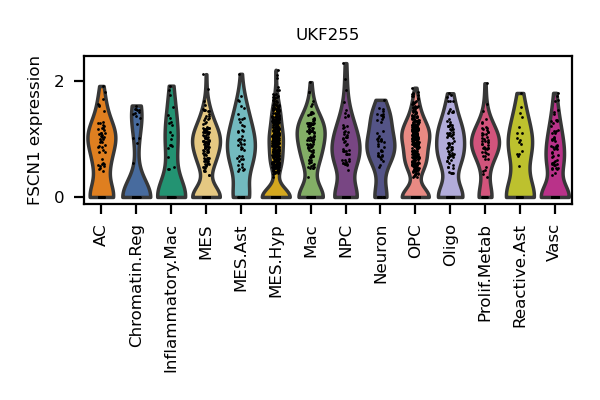 UKF255
FSCN1 expression
2
0
AC
Chromatin.Reg
Inflammatory.Mac
MES
MES.Ast
MES.Hyp
Mac
NPC
Neuron
OPC
Oligo
Prolif.Metab
Reactive.Ast
Vasc